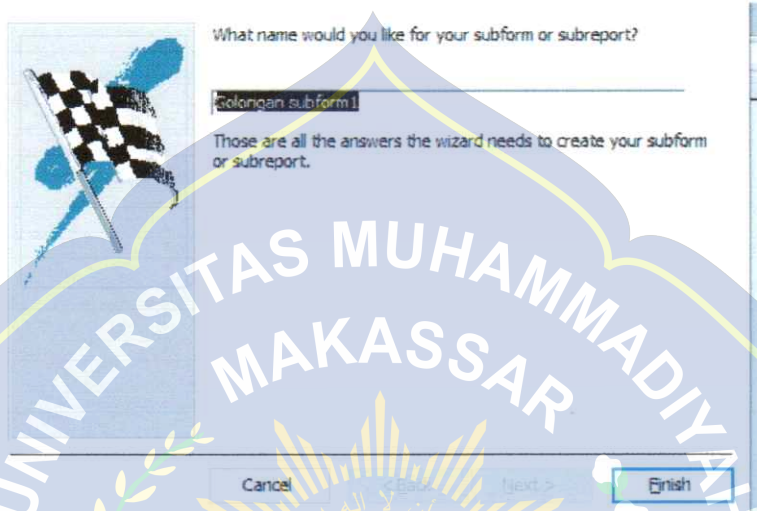 What name would you like for your subform or subreport?
Golongan subform1
Those are all the answers the wizard needs to create your subform
or subreport.
UNIVERSITAS MUHAMMADIYA
MAKASSAR
Cancel
< Back
Next >
Finish